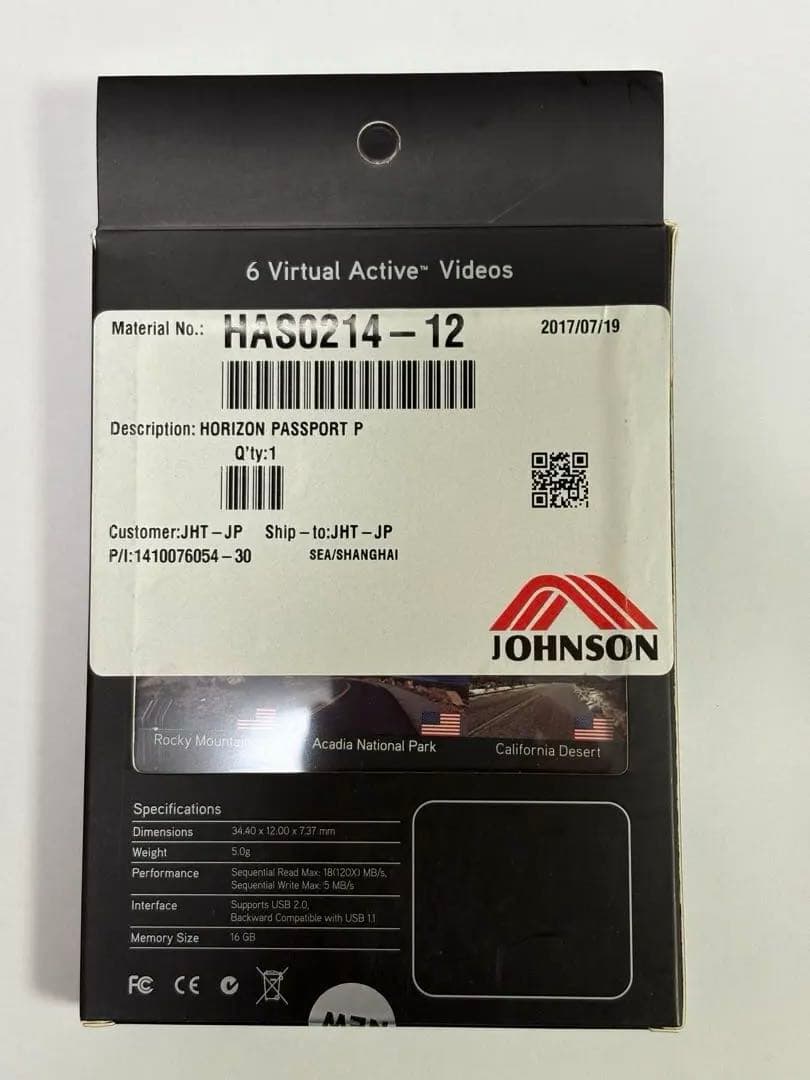 6 Virtual Active™ Videos
Material No.: HAS0214-12 2017/07/19
Description: HORIZON PASSPORT P
Q'ty:1
Customer:JHT-JP Ship-to:JHT-JP
P/I:1410076054-30 SEA/SHANGHAI
JOHNSON
Rocky Mountain Acadia National Park California Desert
Specifications
Dimensions 34.40 x 12.00 x 7.37 mm
Weight 5.0g
Performance Sequential Read Max: 18(120X) MB/s,
Sequential Write Max: 5 MB/s
Interface Supports USB 2.0,
Backward Compatible with USB 1.1
Memory Size 16 GB
FC CE
NEW